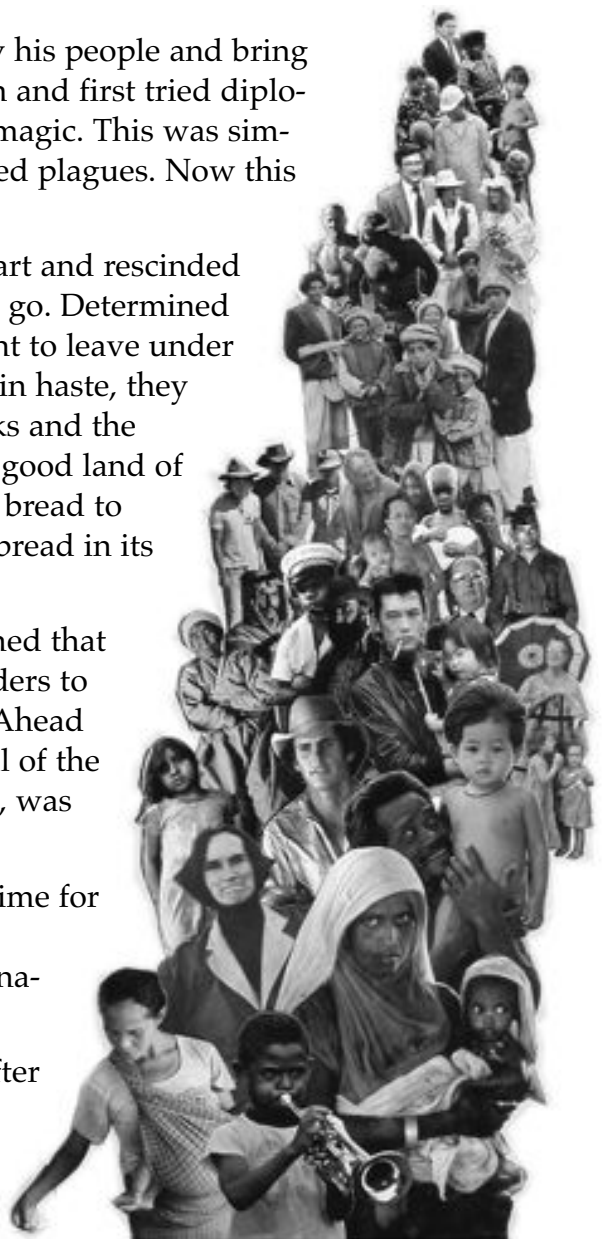 his people and bring
and first tried diplo-
magic. This was sim-
ed plagues. Now this
art and rescinded
go. Determined
nt to leave under
in haste, they
ks and the
good land of
bread to
bread in its
ned that
ders to
Ahead
l of the
, was
ime for
na-
fter